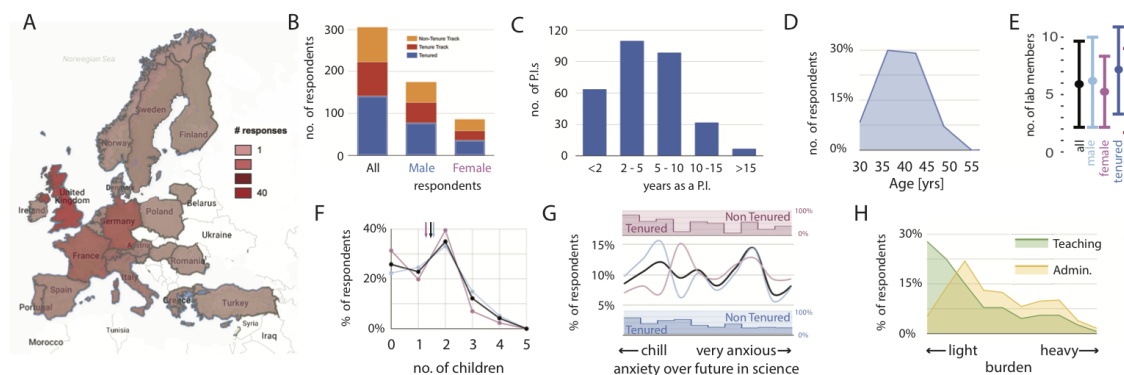 A
Norwegian Sea
Sweden
Finland
Norway
# responses
1
40
United
Kingdom
Denmark
Ireland
Belarus
Poland
Germany
Ukraine
France
Austria
Romania
Italy
Spain
Portugal
Greece
Turkey
Syria
Tunisia
Iraq
Morocco
B
no. of respondents
300
200
100
0
Non-Tenure Track
Tenure Track
Tenured
All
Male
Female
respondents
C
no. of P.I.s
120
90
60
30
0
<2
2 - 5
5 - 10
10 -15
>15
years as a P.I.
D
no. of respondents
30%
15%
0%
30
35
40
45
50
55
Age [yrs]
E
no. of lab members
10
5
0
all
male
female
tenured
F
% of respondents
40%
20%
0%
0
1
2
3
4
5
no. of children
G
% of respondents
Non Tenured
Tenured
100%
0%
15%
10%
5%
Non Tenured
Tenured
100%
0%
← chill
very anxious →
anxiety over future in science
H
% of respondents
30%
15%
0%
Teaching
Admin.
← light
heavy →
burden